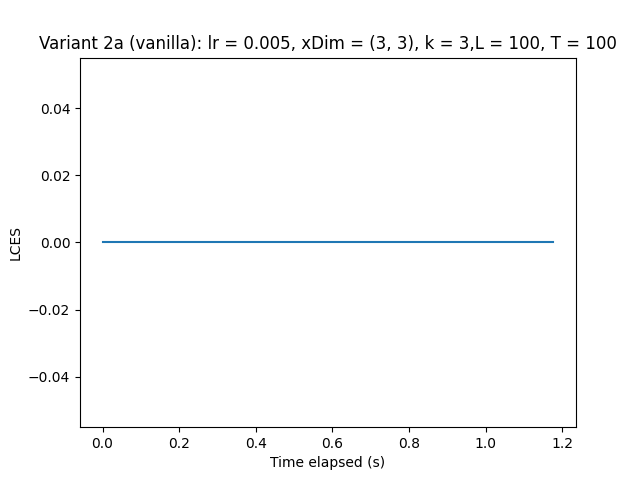 Variant 2a (vanilla): lr = 0.005, xDim = (3, 3), k = 3,L = 100, T = 100
0.04
0.02
0.00
−0.02
−0.04
LCES
0.0 0.2 0.4 0.6 0.8 1.0 1.2
Time elapsed (s)